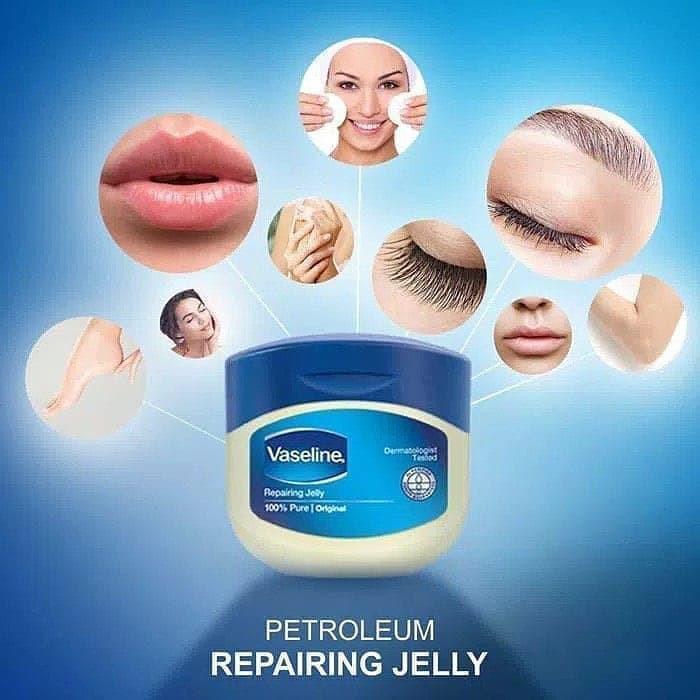 Vaseline.
Dermatologist
Tested
Repairing Jelly
100% Pure | Original
PETROLEUM
REPAIRING JELLY